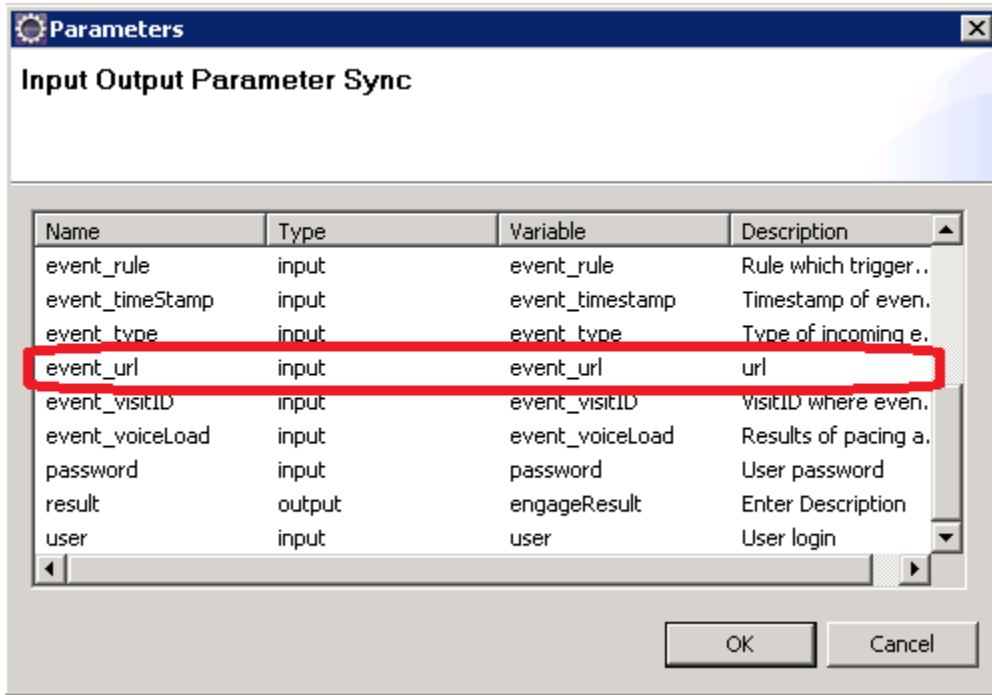 Parameters
Input Output Parameter Sync
Name Type Variable Description
event_rule input event_rule Rule which trigger..
event_timeStamp input event_timestamp Timestamp of even.
event_type input event_type Type of incoming e.
event_url input event_url url
event_visitID input event_visitID VisitID where even.
event_voiceLoad input event_voiceLoad Results of pacing a.
password input password User password
result output engageResult Enter Description
user input user User login
OK Cancel